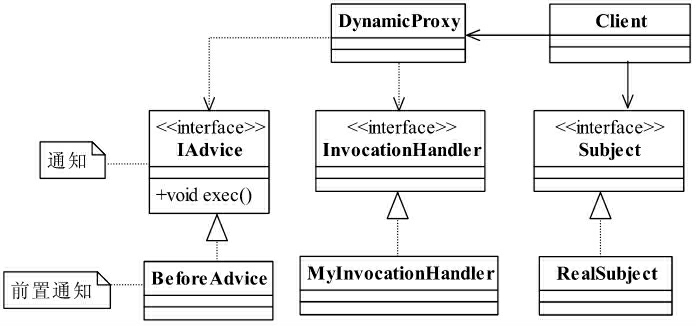 DynamicProxy
Client
<<interface>>
IAdvice
+void exec()
<<interface>>
InvocationHandler
<<interface>>
Subject
通知
BeforeAdvice
MyInvocationHandler
RealSubject
前置通知